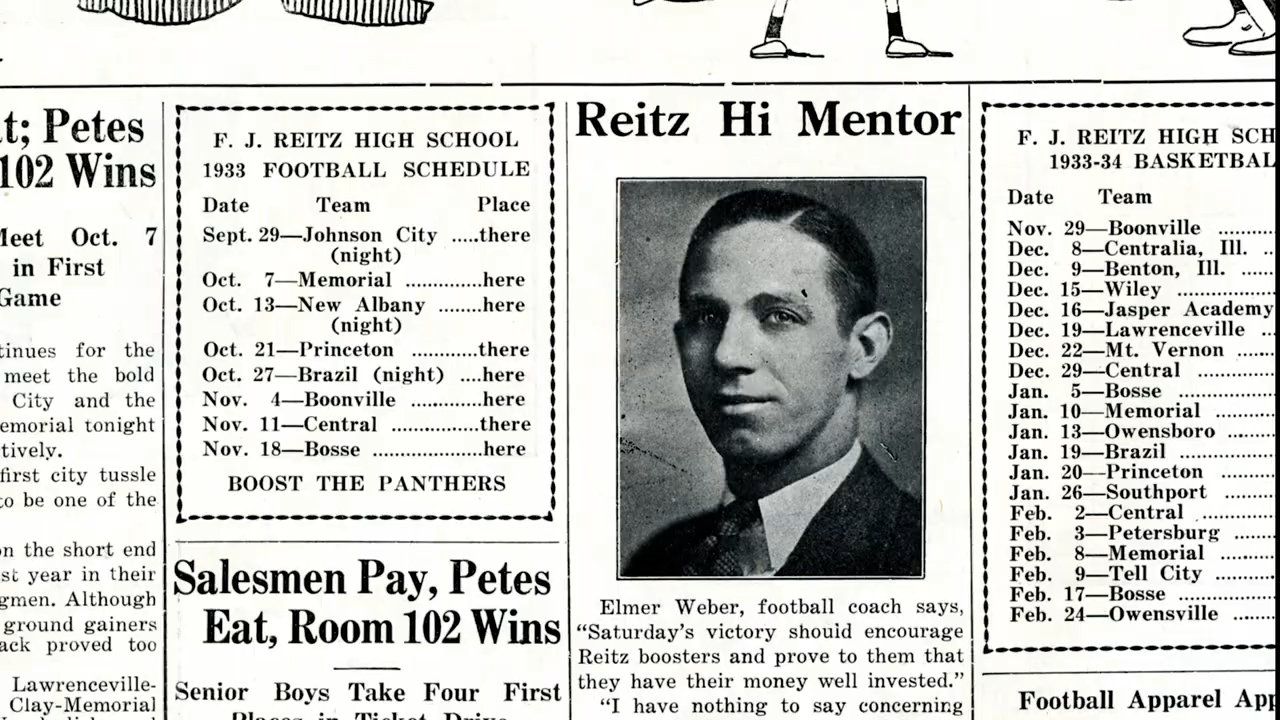 t; Petes
102 Wins
Meet Oct. 7
in First
Game
tinues for the
meet the bold
City and the
emorial tonight
tively.
first city tussle
to be one of the
on the short end
st year in their
gmen. Although
ground gainers
ack proved too
Lawrenceville-
Clay-Memorial
F. J. REITZ HIGH SCHOOL
1933 FOOTBALL SCHEDULE
Date Team Place
Sept. 29—Johnson City .....there
(night)
Oct. 7—Memorial ..............here
Oct. 13—New Albany ........here
(night)
Oct. 21—Princeton ............there
Oct. 27—Brazil (night) ....here
Nov. 4—Boonville .............here
Nov. 11—Central ...............there
Nov. 18—Bosse ....................here
BOOST THE PANTHERS
Salesmen Pay, Petes
Eat, Room 102 Wins
Senior Boys Take Four First
Places in Ticket Drive
Reitz Hi Mentor
Elmer Weber, football coach says,
“Saturday’s victory should encourage
Reitz boosters and prove to them that
they have their money well invested.”
“I have nothing to say concerning
F. J. REITZ HIGH SCH
1933-34 BASKETBAL
Date Team
Nov. 29—Boonville ..........
Dec. 8—Centralia, Ill. ..
Dec. 9—Benton, Ill. ......
Dec. 15—Wiley ................
Dec. 16—Jasper Academy
Dec. 19—Lawrenceville ..
Dec. 22—Mt. Vernon ......
Dec. 29—Central .............
Jan. 5—Bosse .................
Jan. 10—Memorial ..........
Jan. 13—Owensboro ........
Jan. 19—Brazil ................
Jan. 20—Princeton ..........
Jan. 26—Southport .........
Feb. 2—Central ..............
Feb. 3—Petersburg ........
Feb. 8—Memorial ..........
Feb. 9—Tell City ............
Feb. 17—Bosse .................
Feb. 24—Owensville ........
Football Apparel App